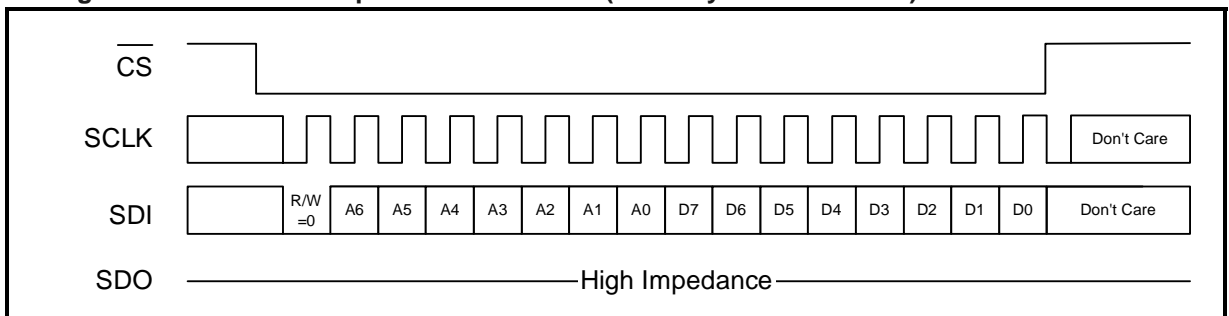 CS
SCLK
Don't Care
SDI
R/W
=0
A6 A5 A4 A3 A2 A1 A0 D7 D6 D5 D4 D3 D2 D1 D0 Don't Care
SDO
High Impedance